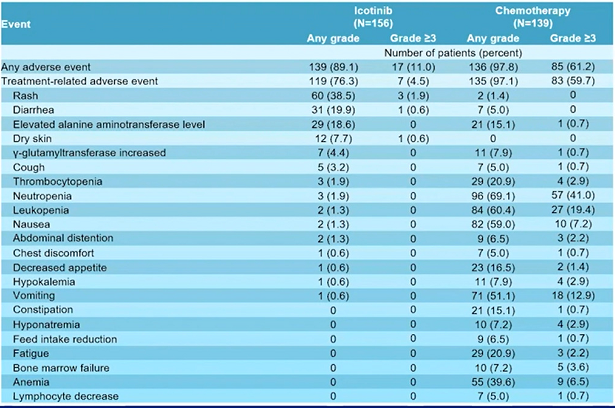 Icotinib Chemotherapy
Event (N=156) (N=139)
Any grade Grade ≥3 Any grade Grade ≥3
Number of patients (percent)
Any adverse event 139 (89.1) 17 (11.0) 136 (97.8) 85 (61.2)
Treatment-related adverse event 119 (76.3) 7 (4.5) 135 (97.1) 83 (59.7)
Rash 60 (38.5) 3 (1.9) 2 (1.4) 0
Diarrhea 31 (19.9) 1 (0.6) 7 (5.0) 0
Elevated alanine aminotransferase level 29 (18.6) 0 21 (15.1) 1 (0.7)
Dry skin 12 (7.7) 1 (0.6) 0 0
γ-glutamyltransferase increased 7 (4.4) 0 11 (7.9) 1 (0.7)
Cough 5 (3.2) 0 7 (5.0) 1 (0.7)
Thrombocytopenia 3 (1.9) 0 29 (20.9) 4 (2.9)
Neutropenia 3 (1.9) 0 96 (69.1) 57 (41.0)
Leukopenia 2 (1.3) 0 84 (60.4) 27 (19.4)
Nausea 2 (1.3) 0 82 (59.0) 10 (7.2)
Abdominal distention 2 (1.3) 0 9 (6.5) 3 (2.2)
Chest discomfort 1 (0.6) 0 7 (5.0) 1 (0.7)
Decreased appetite 1 (0.6) 0 23 (16.5) 2 (1.4)
Hypokalemia 1 (0.6) 0 11 (7.9) 4 (2.9)
Vomiting 1 (0.6) 0 71 (51.1) 18 (12.9)
Constipation 0 0 21 (15.1) 1 (0.7)
Hyponatremia 0 0 10 (7.2) 4 (2.9)
Feed intake reduction 0 0 9 (6.5) 1 (0.7)
Fatigue 0 0 29 (20.9) 3 (2.2)
Bone marrow failure 0 0 10 (7.2) 5 (3.6)
Anemia 0 0 55 (39.6) 9 (6.5)
Lymphocyte decrease 0 0 7 (5.0) 1 (0.7)